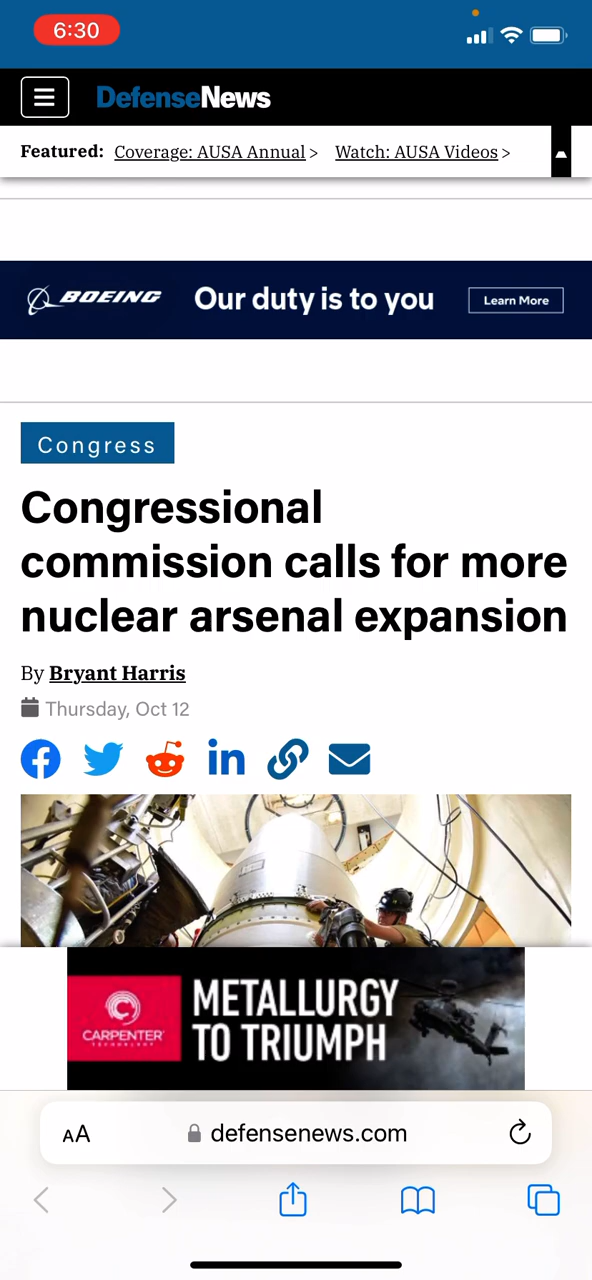 6:30
DefenseNews
Featured: Coverage: AUSA Annual > Watch: AUSA Videos >
BOEING Our duty is to you Learn More
Congress
Congressional
commission calls for more
nuclear arsenal expansion
By Bryant Harris
Thursday, Oct 12
METALLURGY
TO TRIUMPH
CARPENTER
TECHNOLOGY
AA defensenews.com